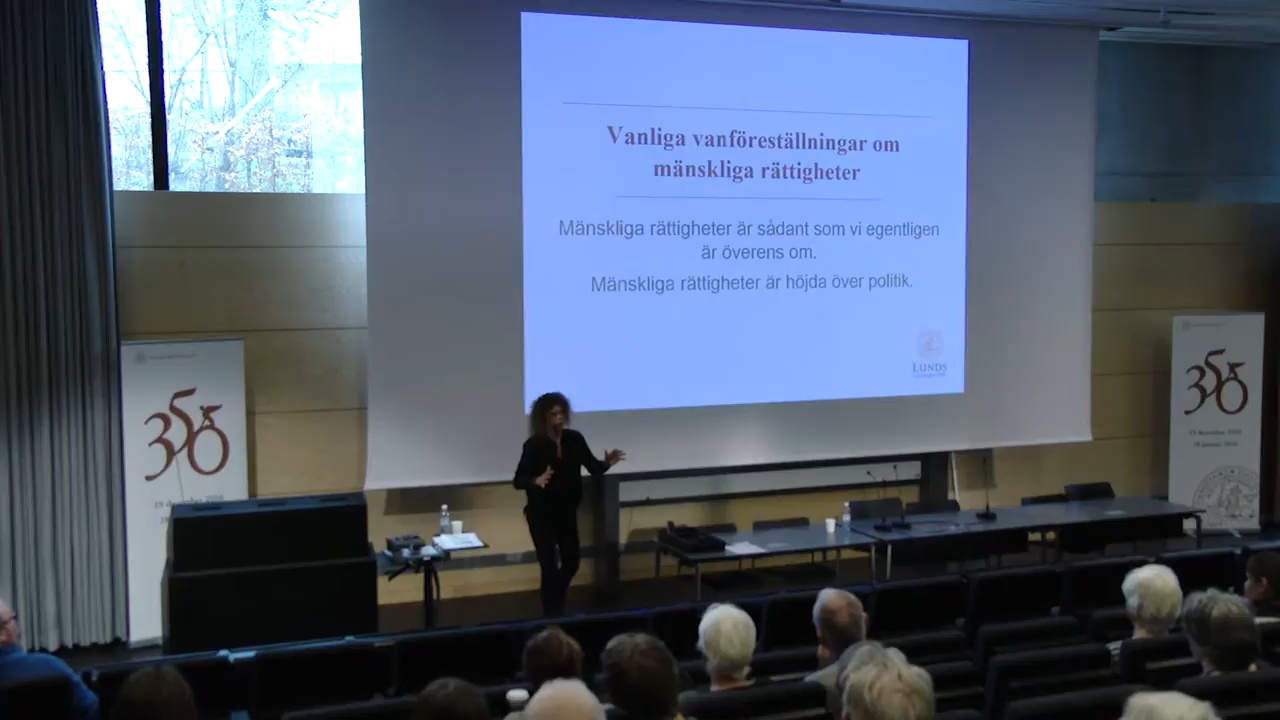 Vanliga vanföreställningar om
mänskliga rättigheter
Mänskliga rättigheter är sådant som vi egentligen
är överens om.
Mänskliga rättigheter är höjda över politik.
LUNDS
350
350